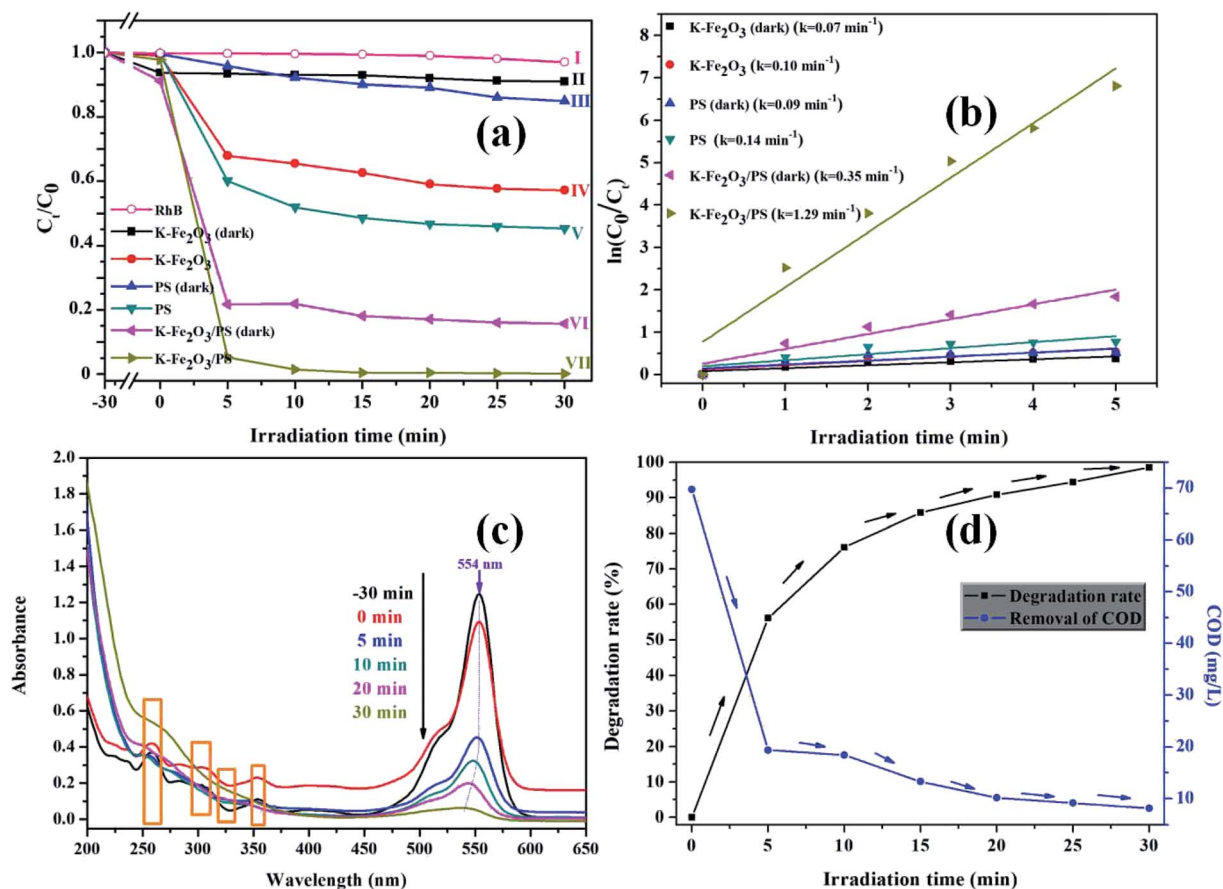 (a)
C_t/C_0
1.0
0.8
0.6
0.4
0.2
0
I
II
III
IV
V
VI
VII
RhB
K-Fe₂O₃ (dark)
K-Fe₂O₃
PS (dark)
PS
K-Fe₂O₃/PS (dark)
K-Fe₂O₃/PS
-30 0 5 10 15 20 25 30
Irradiation time (min)
(b)
ln(C₀/Cₜ)
8
7
6
5
4
3
2
1
0
K-Fe₂O₃ (dark) (k=0.07 min⁻¹)
K-Fe₂O₃ (k=0.10 min⁻¹)
PS (dark) (k=0.09 min⁻¹)
PS (k=0.14 min⁻¹)
K-Fe₂O₃/PS (dark) (k=0.35 min⁻¹)
K-Fe₂O₃/PS (k=1.29 min⁻¹)
0 1 2 3 4 5
Irradiation time (min)
(c)
Absorbance
2.0
1.8
1.6
1.4
1.2
1.0
0.8
0.6
0.4
0.2
0.0
554 nm
-30 min
0 min
5 min
10 min
20 min
30 min
200 250 300 350 400 450 500 550 600 650
Wavelength (nm)
(d)
Degradation rate (%)
100
90
80
70
60
50
40
30
20
10
0
Degradation rate
Removal of COD
COD (mg/L)
70
60
50
40
30
20
10
0 5 10 15 20 25 30
Irradiation time (min)